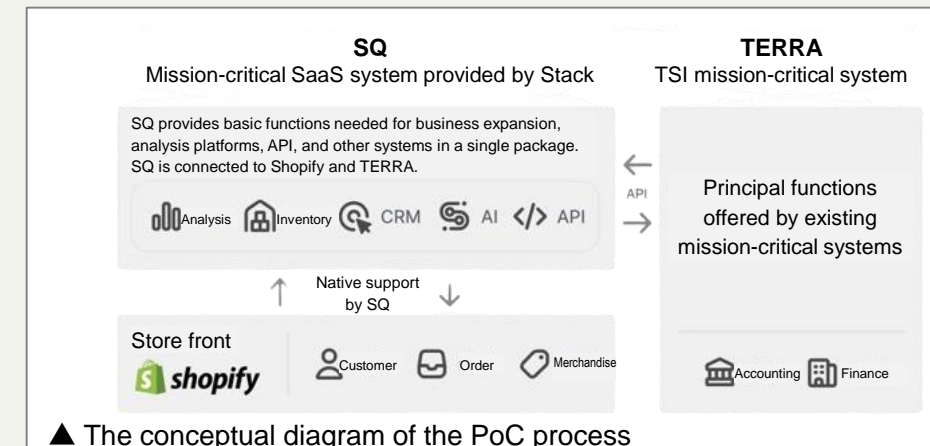 SQ
Mission-critical SaaS system provided by Stack
TERRA
TSI mission-critical system
SQ provides basic functions needed for business expansion,
analysis platforms, API, and other systems in a single package.
SQ is connected to Shopify and TERRA.
Analysis Inventory CRM AI API
API
Principal functions
offered by existing
mission-critical systems
Native support
by SQ
Store front
shopify
Customer Order Merchandise
Accounting Finance
▲ The conceptual diagram of the PoC process